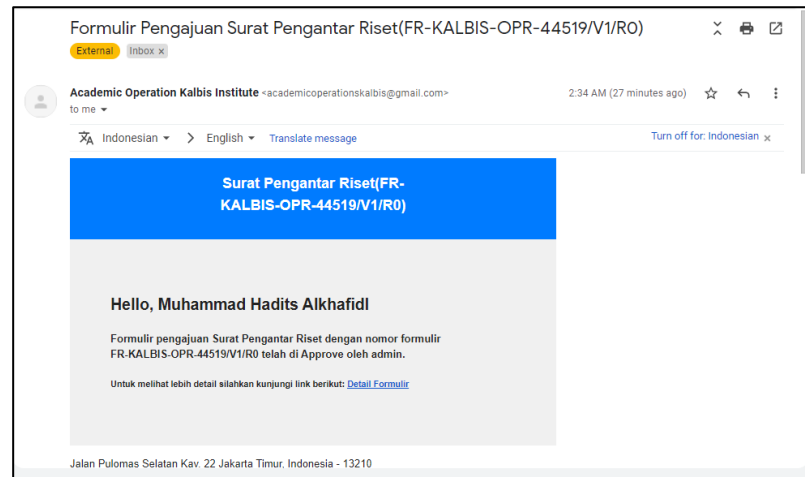 Formulir Pengajuan Surat Pengantar Riset(FR-KALBIS-OPR-44519/V1/R0)
External Inbox x
Academic Operation Kalbis Institute <academicoperationskalbis@gmail.com> 2:34 AM (27 minutes ago)
to me
Indonesian > English Translate message Turn off for: Indonesian x
Surat Pengantar Riset(FR-
KALBIS-OPR-44519/V1/R0)
Hello, Muhammad Hadits Alkhafidl
Formulir pengajuan Surat Pengantar Riset dengan nomor formulir
FR-KALBIS-OPR-44519/V1/R0 telah di Approve oleh admin.
Untuk melihat lebih detail silahkan kunjungi link berikut: Detail Formulir
Jalan Pulomas Selatan Kav. 22 Jakarta Timur, Indonesia - 13210